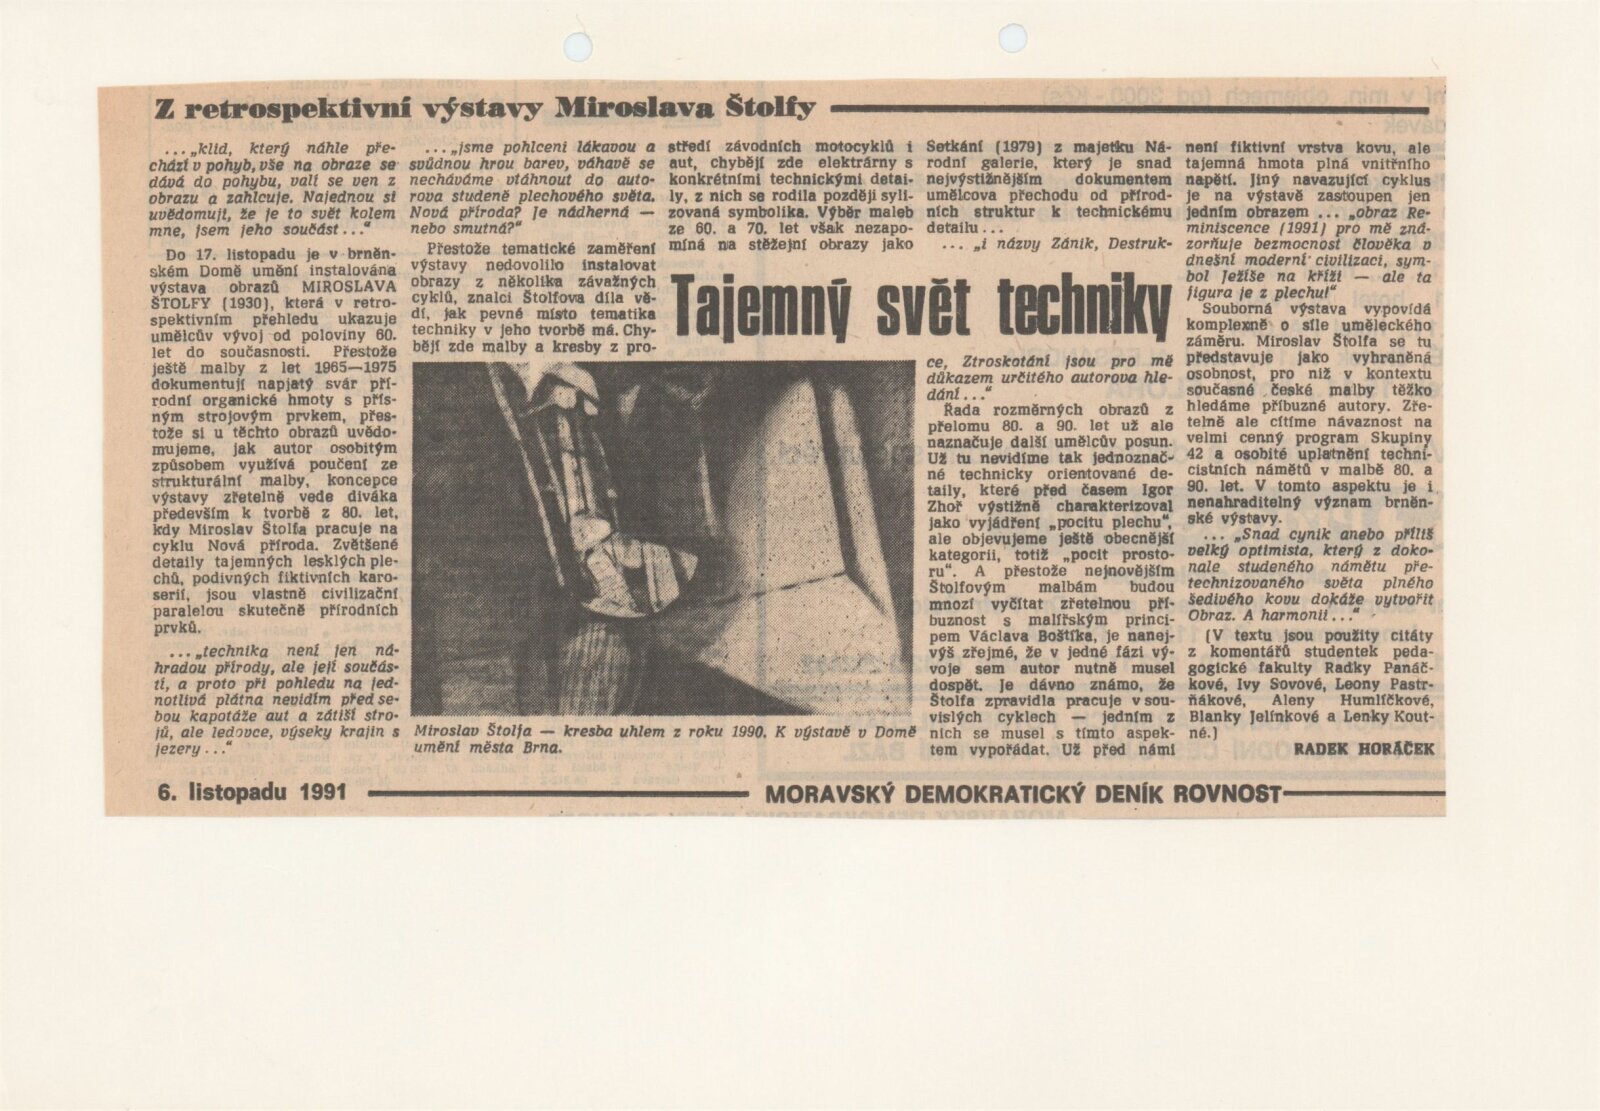 Z retrospektivní výstavy Miroslava Štolfy
...„klid, který náhle pře-
chází v pohyb, vše na obraze se
dává do pohybu, valí se ven z
obrazu a zahlcuje. Najednou si
uvědomuji, že je to svět kolem
mne, jsem jeho součást..."
Do 17. listopadu je v brněn-
ském Domě umění instalována
výstava obrazů MIROSLAVA
ŠTOLFY (1930), která v retro-
spektivním přehledu ukazuje
umělcův vývoj od poloviny 60.
let do současnosti. Přestože
ještě malby z let 1965—1975
dokumentují napjatý svár pří-
rodní organické hmoty s přís-
ným strojovým prvkem, přes-
tože si u těchto obrazů uvědo-
mujeme, jak autor osobitým
způsobem využívá poučení ze
strukturální malby, koncepce
výstavy zřetelně vede diváka
především k tvorbě z 80. let,
kdy Miroslav Štolfa pracuje na
cyklu Nová příroda. Zvětšené
detaily tajemných lesklých ple-
chů, podivných fiktivních karo-
serií, jsou vlastně civilizační
paralelou skutečně přírodních
prvků.
...„technika není jen ná-
hradou přírody, ale její součás-
tí, a proto při pohledu na jed-
notlivá plátna nevidím před se-
bou kapotáže aut a zátiší stro-
jů, ale ledovce, výseky krajin s
jezery..."
...„jsme pohlceni lákavou a
svůdnou hrou barev, váhavě se
necháváme vtáhnout do auto-
rova studeně plechového světa.
Nová příroda? Je nádherná —
nebo smutná?"
Přestože tematické zaměření
výstavy nedovolilo instalovat
obrazy z několika závažných
cyklů, znalci Štolfova díla vě-
dí, jak pevné místo tematika
techniky v jeho tvorbě má. Chy-
bějí zde malby a kresby z pro-
středí závodních motocyklů i
aut, chybějí zde elektrárny s
konkrétními technickými detai-
ly, z nich se rodila později syli-
zovaná symbolika. Výběr maleb
ze 60. a 70. let však nezapo-
míná na stěžejní obrazy jako
Setkání (1979) z majetku Ná-
rodní galerie, který je snad
nejvýstižnějším dokumentem
umělcova přechodu od přírod-
ních struktur k technickému
detailu...
...„i názvy Zánik, Destruk-
Tajemný svět techniky
ce, Ztroskotání jsou pro mě
důkazem určitého autorova hle-
dání..."
Řada rozměrných obrazů z
přelomu 80. a 90. let už ale
naznačuje další umělcův posun.
Už tu nevidíme tak jednoznač-
né technicky orientované de-
taily, které před časem Igor
Zhoř výstižně charakterizoval
jako vyjádření „pocitu plechu",
ale objevujeme ještě obecnější
kategorii, totiž „pocit prosto-
ru". A přestože nejnovějším
Štolfovým malbám budou
mnozí vyčítat zřetelnou pří-
buznost s malířským princi-
pem Václava Boštíka, je nanej-
výš zřejmé, že v jedné fázi vý-
voje sem autor nutně musel
dospět. Je dávno známo, že
Štolfa zpravidla pracuje v sou-
vislých cyklech — jedním z
nich se musel s tímto aspek-
tem vypořádat. Už před námi
není fiktivní vrstva kovu, ale
tajemná hmota plná vnitřního
napětí. Jiný navazující cyklus
je na výstavě zastoupen jen
jedním obrazem ... „obraz Re-
miniscence (1991) pro mě zná-
zorňuje bezmocnost člověka v
dnešní moderní civilizaci, sym-
bol Ježíše na kříži — ale ta
figura je z plechu!"
Souborná výstava vypovídá
komplexně o síle uměleckého
záměru. Miroslav Štolfa se tu
představuje jako vyhraněná
osobnost, pro niž v kontextu
současné české malby těžko
hledáme příbuzné autory. Zře-
telně ale cítíme návaznost na
velmi cenný program Skupiny
42 a osobité uplatnění techni-
cistních námětů v malbě 80. a
90. let. V tomto aspektu je i
nenahraditelný význam brněn-
ské výstavy.
... „Snad cynik anebo příliš
velký optimista, který z doko-
nale studeného námětu pře-
technizovaného světa plného
šedivého kovu dokáže vytvořit
Obraz. A harmonii..."
(V textu jsou použity citáty
z komentářů studentek peda-
gogické fakulty Radky Panáč-
kové, Ivy Sovové, Leony Pastr-
ňákové, Aleny Humlíčkové,
Blanky Jelínkové a Lenky Kout-
né.)
RADEK HORÁČEK
Miroslav Štolfa — kresba uhlem z roku 1990. K výstavě v Domě
umění města Brna.
6. listopadu 1991
MORAVSKÝ DEMOKRATICKÝ DENÍK ROVNOST